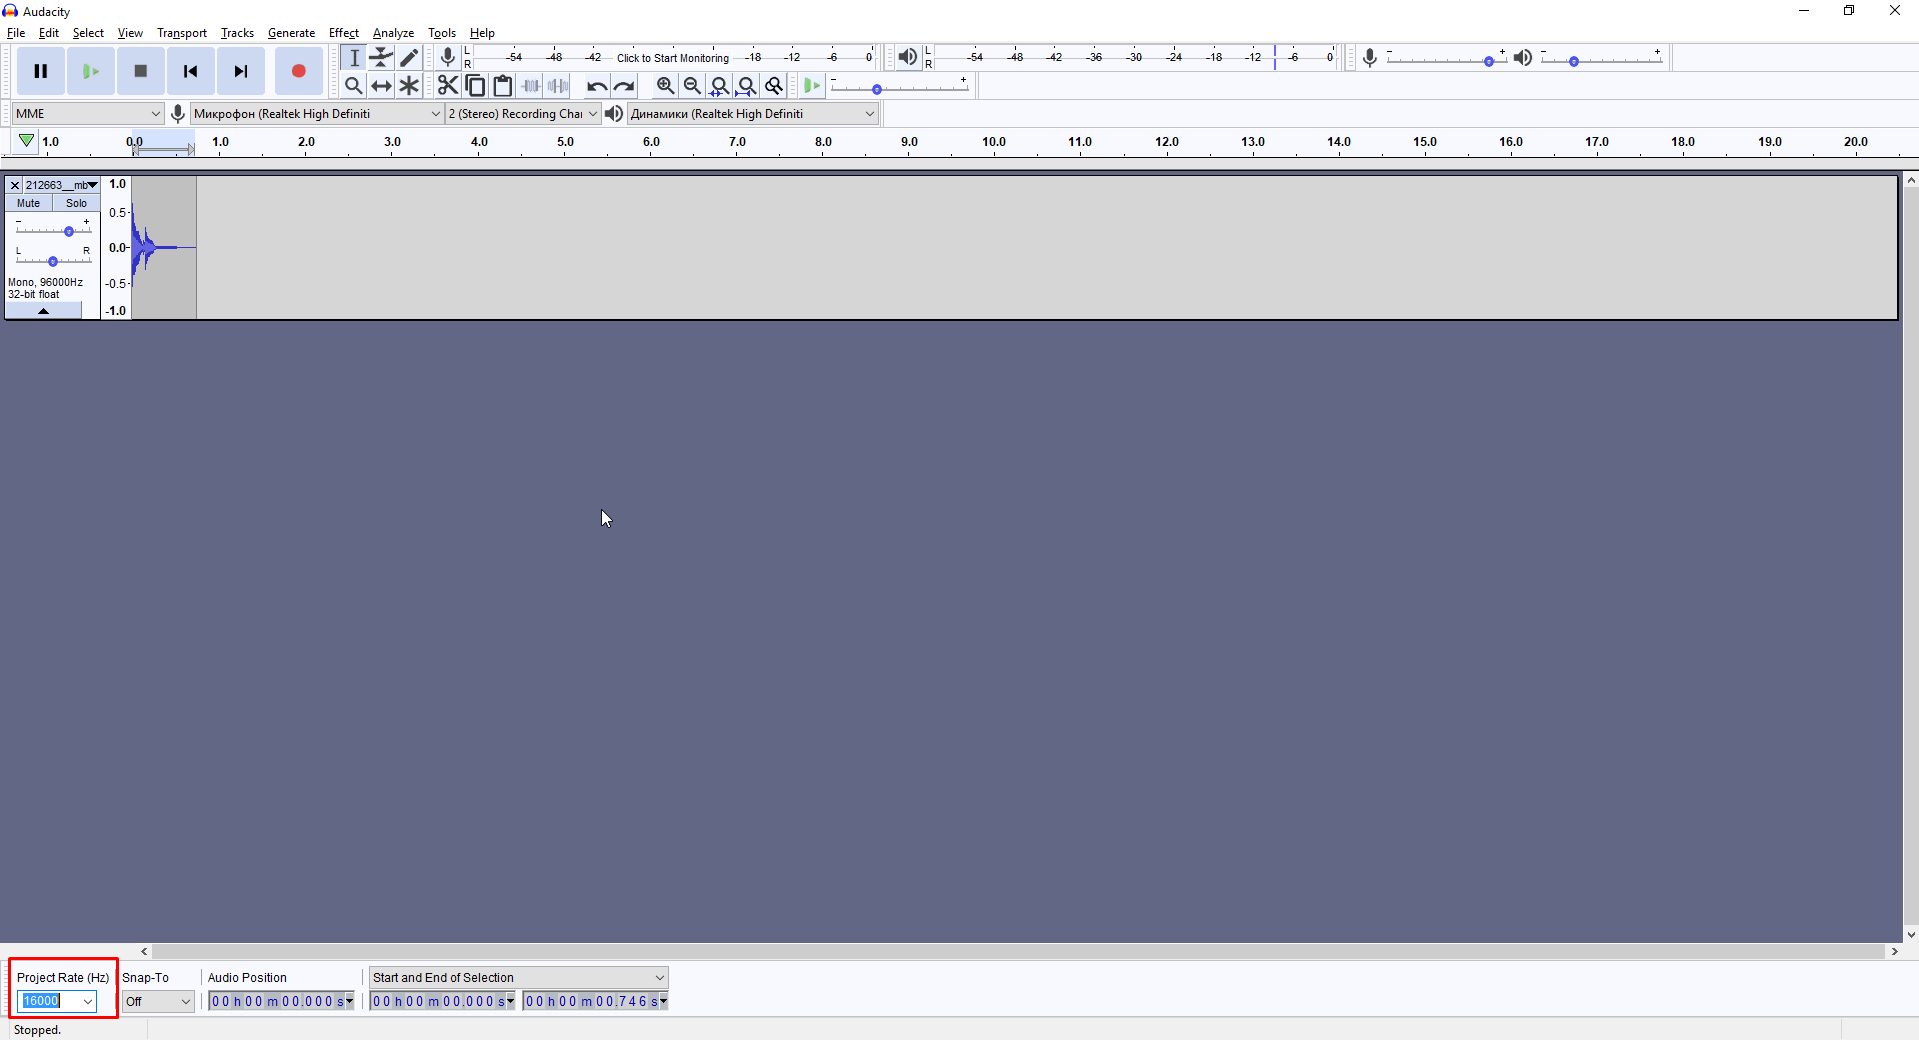 Audacity
File Edit Select View Transport Tracks Generate Effect Analyze Tools Help
L R -54 -48 -42 Click to Start Monitoring -18 -12 -6 0 L R -54 -48 -42 -36 -30 -24 -18 -12 -6 0 - + - +
- +
MME Микрофон (Realtek High Definiti 2 (Stereo) Recording Chai Динамики (Realtek High Definiti
1.0 0.0 1.0 2.0 3.0 4.0 5.0 6.0 7.0 8.0 9.0 10.0 11.0 12.0 13.0 14.0 15.0 16.0 17.0 18.0 19.0 20.0
212663__mb 1.0
Mute Solo
0.5
- +
0.0
L R
Mono, 96000Hz -0.5
32-bit float
-1.0
Project Rate (Hz) Snap-To Audio Position Start and End of Selection
16000 Off 00 h 00 m 00.000 s 00 h 00 m 00.000 s 00 h 00 m 00.746 s
Stopped.